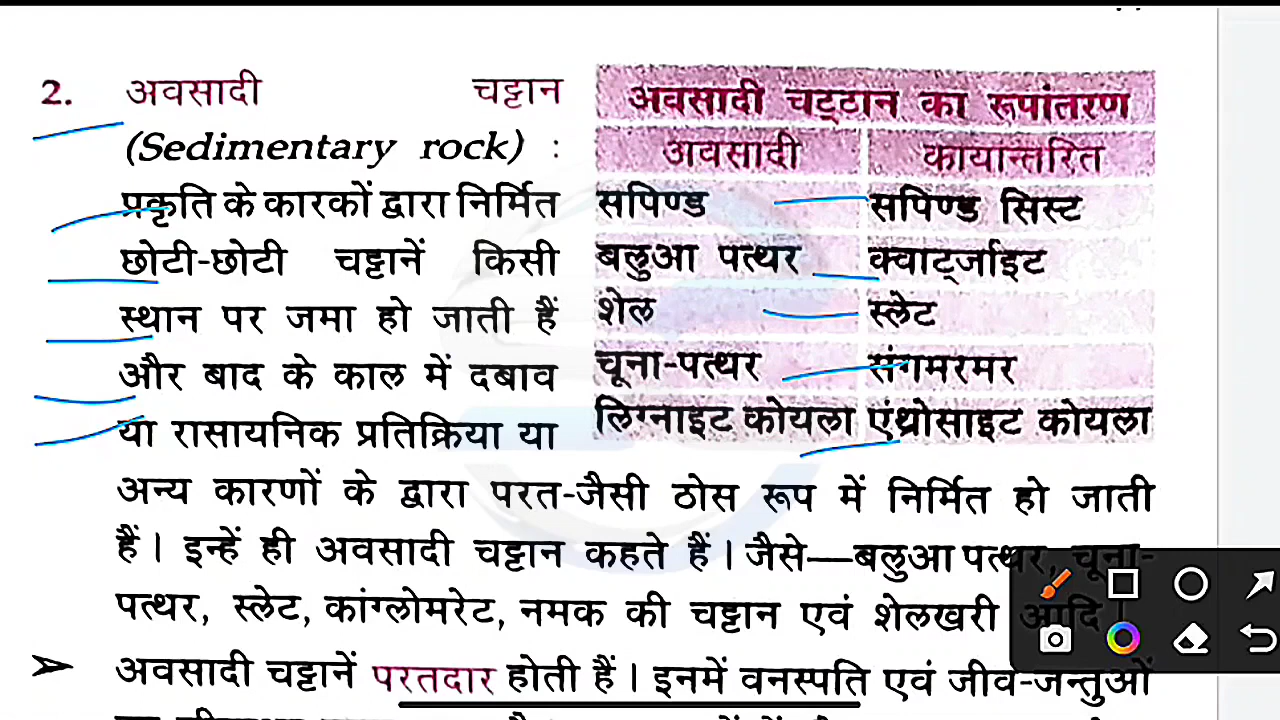 2. अवसादी चट्टान
(Sedimentary rock) :
प्रकृति के कारकों द्वारा निर्मित
छोटी-छोटी चट्टानें किसी
स्थान पर जमा हो जाती हैं
और बाद के काल में दबाव
या रासायनिक प्रतिक्रिया या
अवसादी चट्टान का रूपांतरण
अवसादी कायान्तरित
सपिण्ड सपिण्ड सिस्ट
बलुआ पत्थर क्वार्ट्जाइट
शेल स्लेट
चूना-पत्थर संगमरमर
लिग्नाइट कोयला एंथ्रोसाइट कोयला
अन्य कारणों के द्वारा परत-जैसी ठोस रूप में निर्मित हो जाती
हैं। इन्हें ही अवसादी चट्टान कहते हैं। जैसे—बलुआ पत्थर, चूना-
पत्थर, स्लेट, कांग्लोमरेट, नमक की चट्टान एवं शेलखरी आदि
➢ अवसादी चट्टानें परतदार होती हैं। इनमें वनस्पति एवं जीव-जन्तुओं